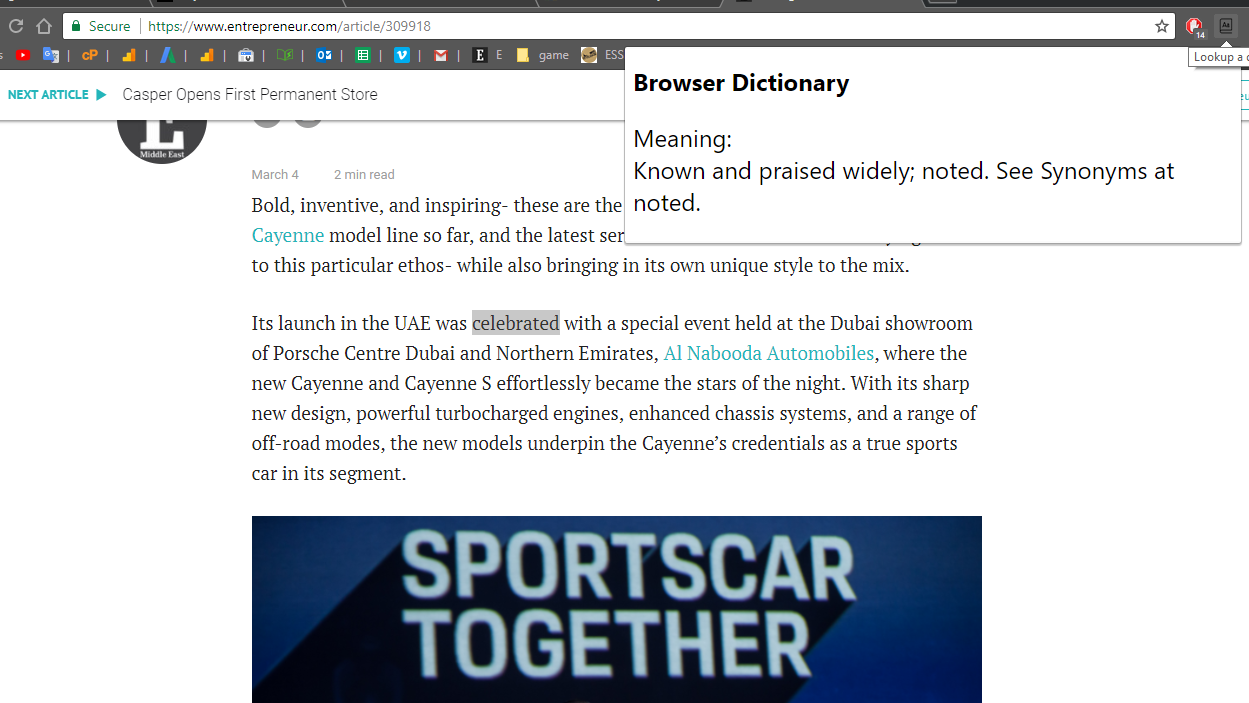 Secure
https://www.entrepreneur.com/article/309918
14
cP
E
E
game
ESS
Lookup a
NEXT ARTICLE
Casper Opens First Permanent Store
Browser Dictionary
Meaning:
Known and praised widely; noted. See Synonyms at
noted.
Middle East
March 4
2 min read
Bold, inventive, and inspiring- these are the
Cayenne model line so far, and the latest
to this particular ethos- while also bringing in its own unique style to the mix.
Its launch in the UAE was celebrated with a special event held at the Dubai showroom
of Porsche Centre Dubai and Northern Emirates, Al Nabooda Automobiles, where the
new Cayenne and Cayenne S effortlessly became the stars of the night. With its sharp
new design, powerful turbocharged engines, enhanced chassis systems, and a range of
off-road modes, the new models underpin the Cayenne’s credentials as a true sports
car in its segment.
SPORTSCAR
TOGETHER